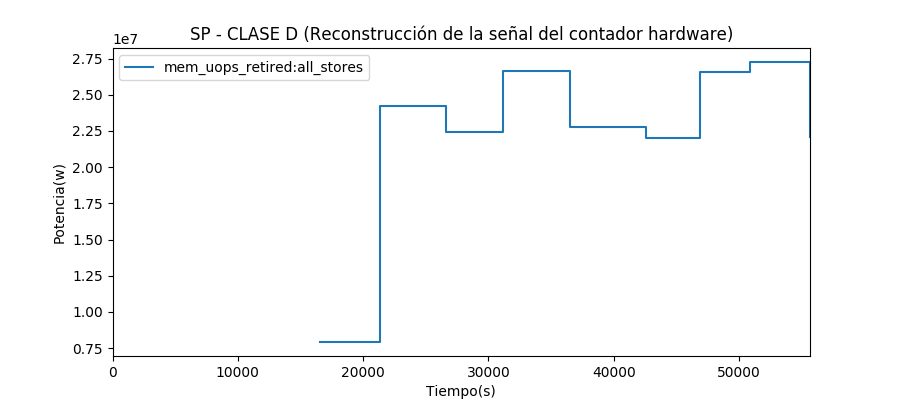 SP - CLASE D (Reconstrucción de la señal del contador hardware)
1e7
mem_uops_retired:all_stores
2.75
2.50
2.25
2.00
1.75
1.50
1.25
1.00
0.75
Potencia(w)
0 10000 20000 30000 40000 50000
Tiempo(s)